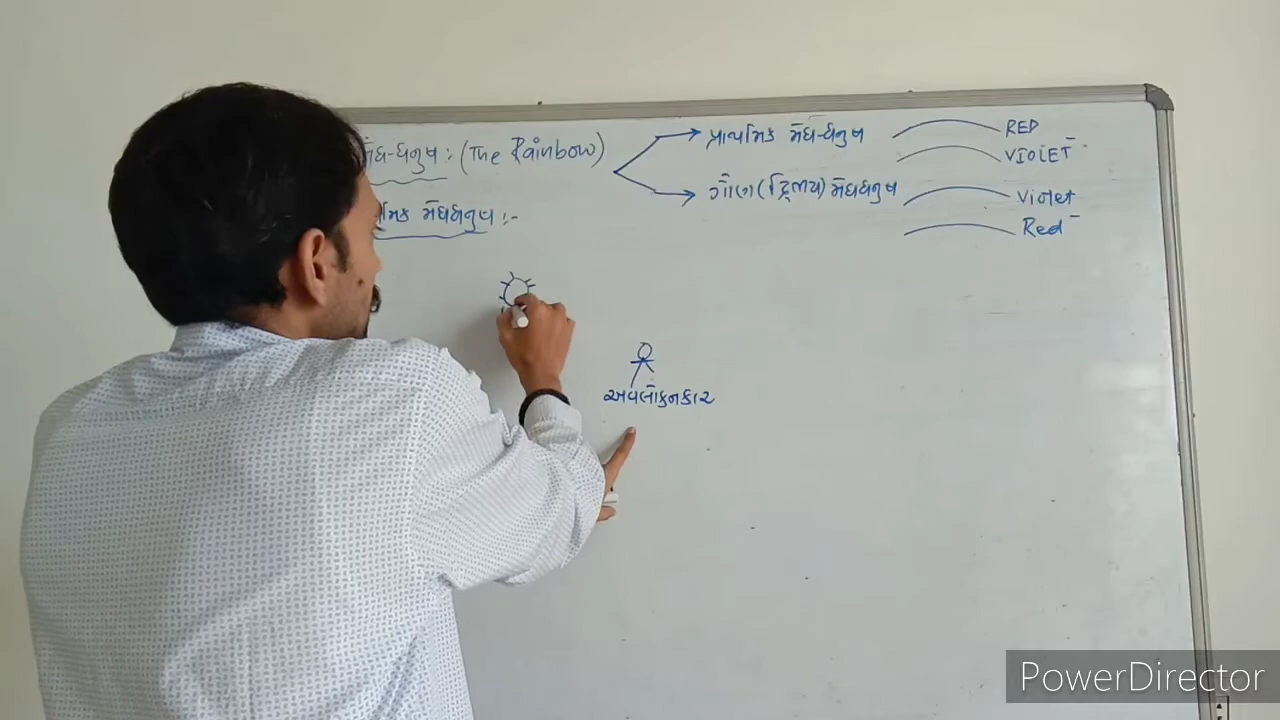 મેઘ-ધનુષ : (The Rainbow)
પ્રાથમિક મેઘ-ધનુષ
RED
VIOLET
ગૌણ (દ્વિતીય) મેઘધનુષ
Violet
Red
મેઘધનુષ :-
અવલોકનકાર
PowerDirector